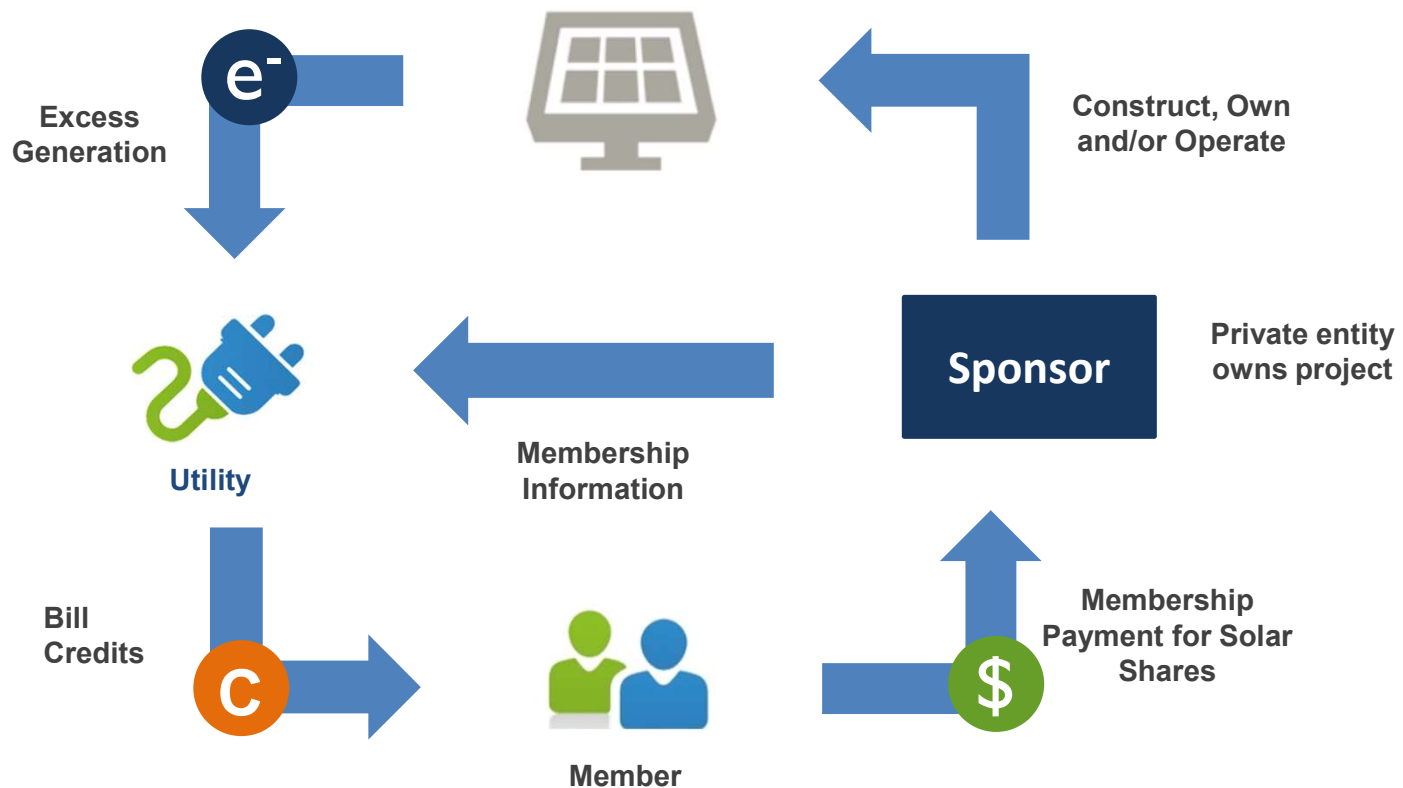 e-
Excess
Generation
Construct, Own
and/or Operate
Sponsor
Private entity
owns project
Utility
Membership
Information
Bill
Credits
C
Member
$
Membership
Payment for Solar
Shares